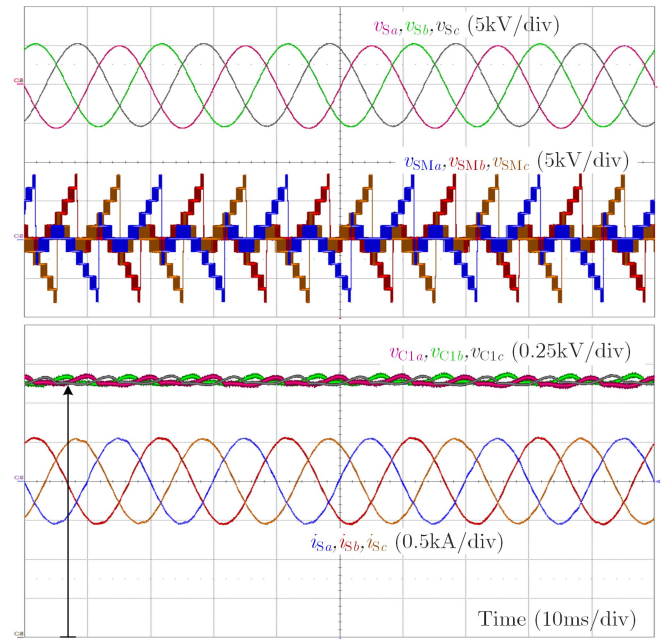 vSa,vSb,vSc (5kV/div)
vSMa,vSMb,vSMc (5kV/div)
vC1a,vC1b,vC1c (0.25kV/div)
iSa,iSb,iSc (0.5kA/div)
Time (10ms/div)